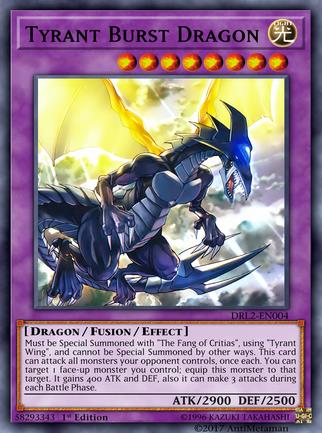 TYRANT BURST DRAGON
LIGHT
光
DRL2-EN004
[DRAGON / FUSION / EFFECT]
Must be Special Summoned with "The Fang of Critias", using "Tyrant
Wing", and cannot be Special Summoned by other ways. This card
can attack all monsters your opponent controls, once each. You can
target 1 face-up monster you control; equip this monster to that
target. It gains 400 ATK and DEF, also it can make 3 attacks during
each Battle Phase.
ATK/2900 DEF/2500
58293343 1st Edition ©1996 KAZUKI TAKAHASHI
©2017 AntiMetaman